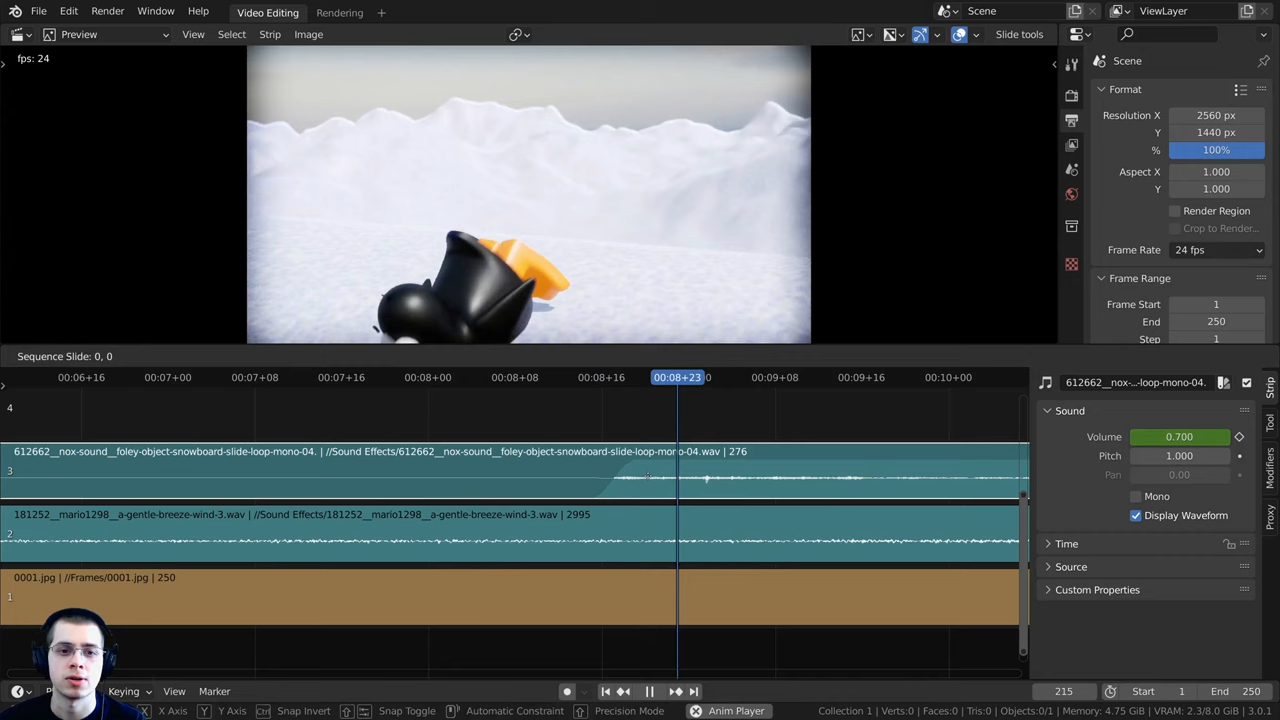 File Edit Render Window Help Video Editing Rendering + Scene ViewLayer
Preview View Select Strip Image Slide tools
fps: 24
Scene
Format
Resolution X 2560 px
Y 1440 px
% 100%
Aspect X 1.000
Y 1.000
Render Region
Crop to Render...
Frame Rate 24 fps
Frame Range
Frame Start 1
End 250
Step 1
Sequence Slide: 0, 0
00:06+16 00:07+00 00:07+08 00:07+16 00:08+00 00:08+08 00:08+16 00:08+23 0 00:09+08 00:09+16 00:10+00
4
612662__nox-sound__foley-object-snowboard-slide-loop-mono-04. | //Sound Effects/612662__nox-sound__foley-object-snowboard-slide-loop-mono-04.wav | 276
3
181252__mario1298__a-gentle-breeze-wind-3.wav | //Sound Effects/181252__mario1298__a-gentle-breeze-wind-3.wav | 2995
2
0001.jpg | //Frames/0001.jpg | 250
1
612662__nox-...-loop-mono-04.
Sound
Volume 0.700
Pitch 1.000
Pan 0.00
Mono
Display Waveform
Time
Source
Custom Properties
Strip
Tool
Modifiers
Proxy
Keying View Marker 215 Start 1 End 250
X X Axis Y Y Axis Ctrl Snap Invert Snap Toggle Automatic Constraint Precision Mode Anim Player Collection 1 | Verts:0 | Faces:0 | Tris:0 | Objects:0/1 | Memory: 4.75 GiB | VRAM: 2.3/8.0 GiB | 3.0.1